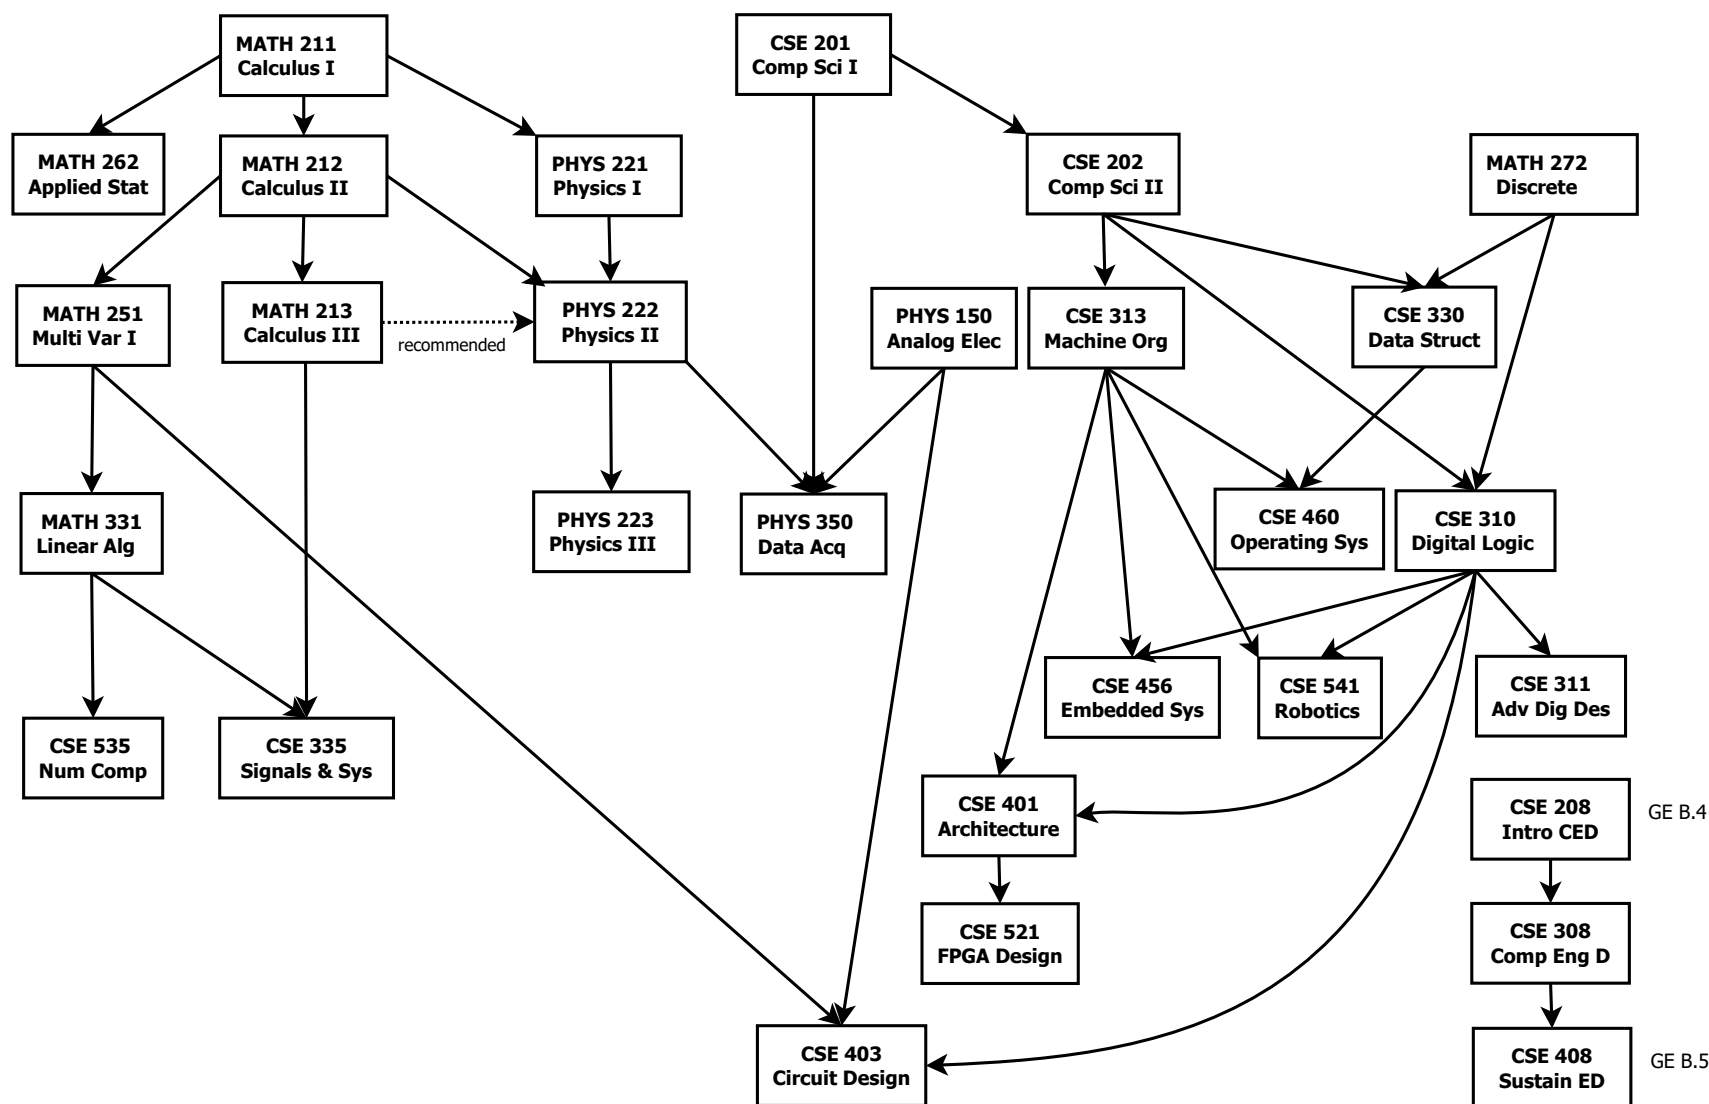 MATH 211
Calculus I
CSE 201
Comp Sci I
MATH 262
Applied Stat
MATH 212
Calculus II
PHYS 221
Physics I
CSE 202
Comp Sci II
MATH 272
Discrete
MATH 251
Multi Var I
MATH 213
Calculus III
recommended
PHYS 222
Physics II
PHYS 150
Analog Elec
CSE 313
Machine Org
CSE 330
Data Struct
MATH 331
Linear Alg
PHYS 223
Physics III
PHYS 350
Data Acq
CSE 460
Operating Sys
CSE 310
Digital Logic
CSE 456
Embedded Sys
CSE 541
Robotics
CSE 311
Adv Dig Des
CSE 535
Num Comp
CSE 335
Signals & Sys
CSE 401
Architecture
CSE 208
Intro CED
GE B.4
CSE 521
FPGA Design
CSE 308
Comp Eng D
CSE 403
Circuit Design
CSE 408
Sustain ED
GE B.5